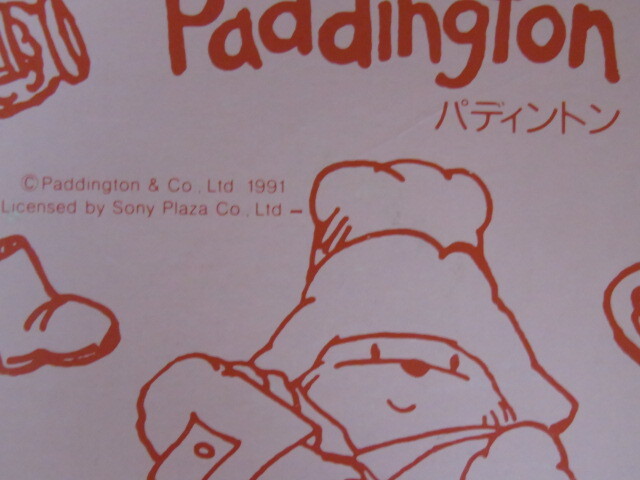 Paddington
パディントン
©Paddington & Co., Ltd 1991
Licensed by Sony Plaza Co., Ltd –